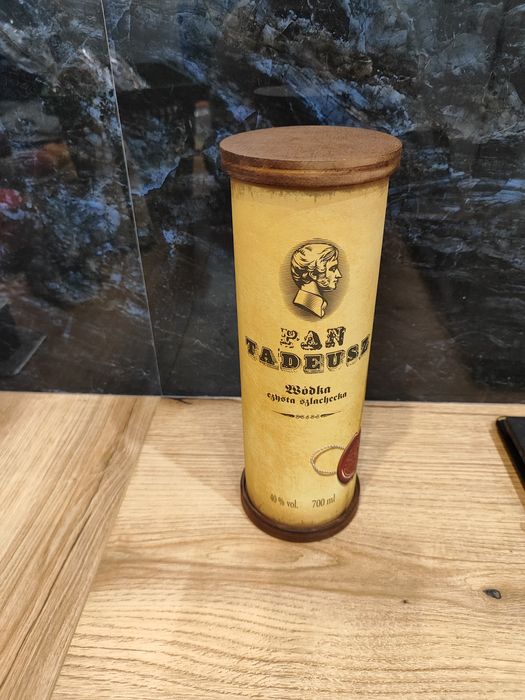 PAN
TADEUSZ
Wódka
czysta szlachecka
40 % vol. 700 ml